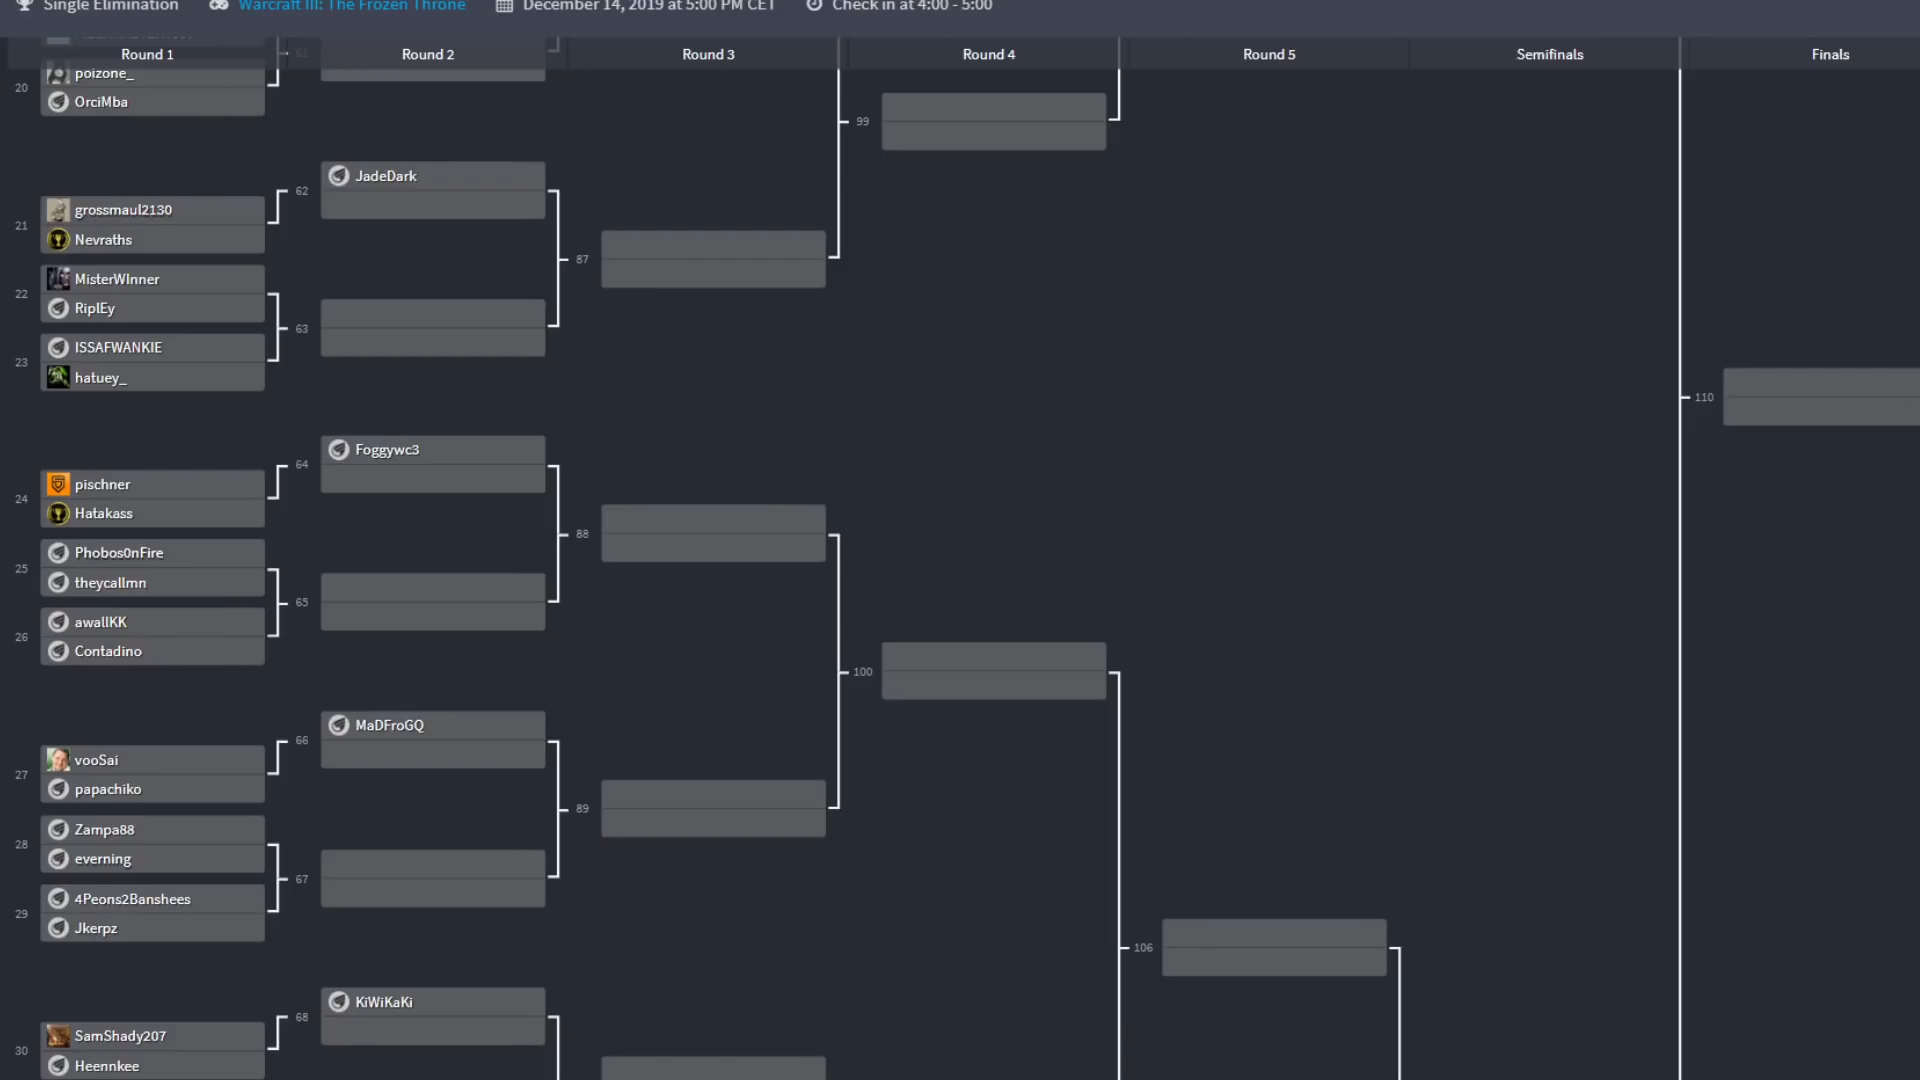 Single Elimination
Warcraft III: The Frozen Throne
December 14, 2019 at 5:00 PM CET
Check in at 4:00 - 5:00
Round 1
Round 2
Round 3
Round 4
Round 5
Semifinals
Finals
20
poizone_
OrciMba
99
62
JadeDark
21
grossmaul2130
Nevraths
87
22
MisterWInner
RiplEy
63
23
ISSAFWANKIE
hatuey_
110
64
Foggywc3
24
pischner
Hatakass
88
25
Phobos0nFire
theycallmn
65
26
awallKK
Contadino
100
66
MaDFroGQ
27
vooSai
papachiko
89
28
Zampa88
everning
67
29
4Peons2Banshees
Jkerpz
106
68
KiWiKaKi
30
SamShady207
Heennkee